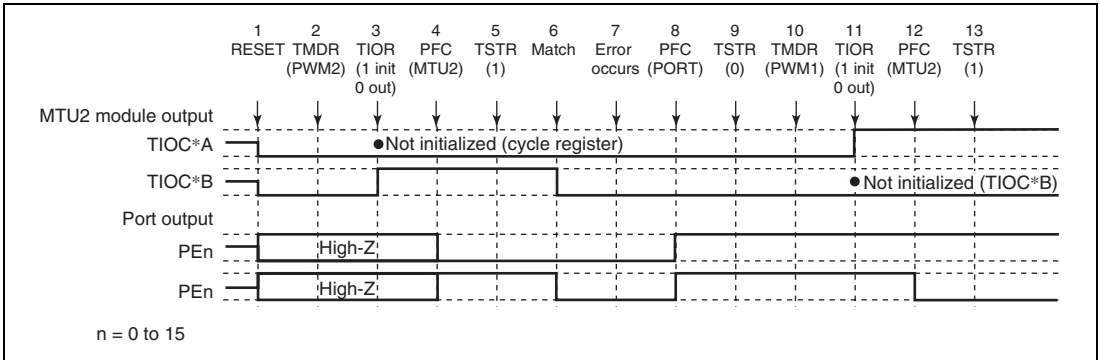 1 2 3 4 5 6 7 8 9 10 11 12 13
RESET TMDR TIOR PFC TSTR Match Error PFC TSTR TMDR TIOR PFC TSTR
(PWM2) (1 init (MTU2) (1) occurs (PORT) (0) (PWM1) (1 init (MTU2) (1)
0 out) 0 out)
MTU2 module output
TIOC*A ●Not initialized (cycle register)
TIOC*B ● Not initialized (TIOC*B)
Port output
PEn High-Z
PEn High-Z
n = 0 to 15